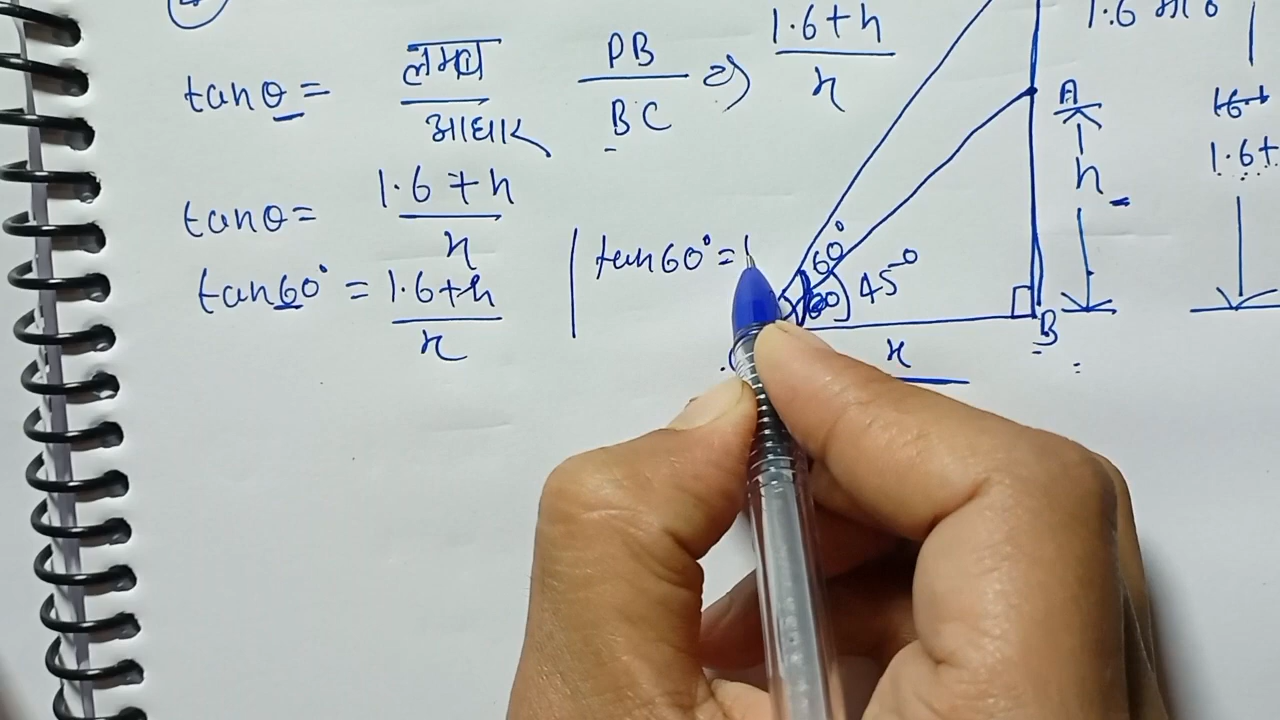 tanθ = लम्ब / आधार PB / BC ⇒ 1.6+h / x
tanθ = 1.6+h / x
tan60° = 1.6+h / x
tan60° =
1.6 मी०
A
h
1.6+
60°
45°
x
B